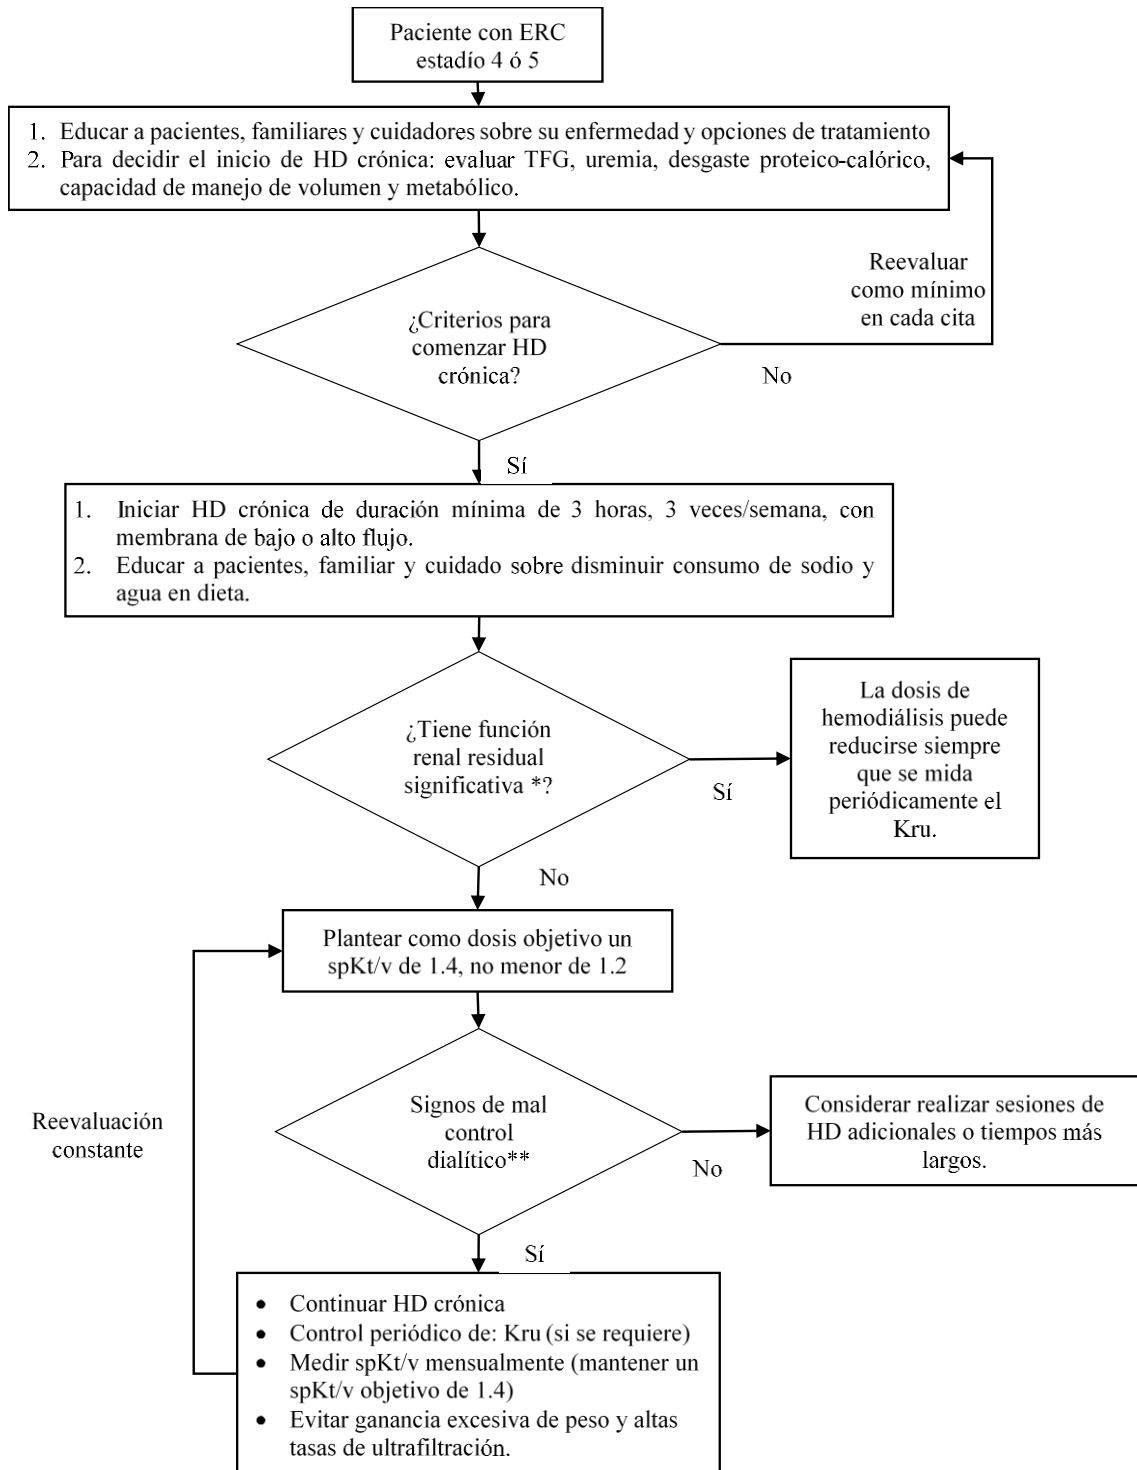 Paciente con ERC
estadío 4 ó 5
1. Educar a pacientes, familiares y cuidadores sobre su enfermedad y opciones de tratamiento
2. Para decidir el inicio de HD crónica: evaluar TFG, uremia, desgaste proteico-calórico,
capacidad de manejo de volumen y metabólico.
Reevaluar
como mínimo
en cada cita
¿Criterios para
comenzar HD
crónica?
No
Sí
1. Iniciar HD crónica de duración mínima de 3 horas, 3 veces/semana, con
membrana de bajo o alto flujo.
2. Educar a pacientes, familiar y cuidado sobre disminuir consumo de sodio y
agua en dieta.
¿Tiene función
renal residual
significativa *?
Sí
La dosis de
hemodiálisis puede
reducirse siempre
que se mida
periódicamente el
Kru.
No
Plantear como dosis objetivo un
spKt/v de 1.4, no menor de 1.2
Reevaluación
constante
Signos de mal
control
dialítico**
No
Considerar realizar sesiones de
HD adicionales o tiempos más
largos.
Sí
• Continuar HD crónica
• Control periódico de: Kru (si se requiere)
• Medir spKt/v mensualmente (mantener un
spKt/v objetivo de 1.4)
• Evitar ganancia excesiva de peso y altas
tasas de ultrafiltración.